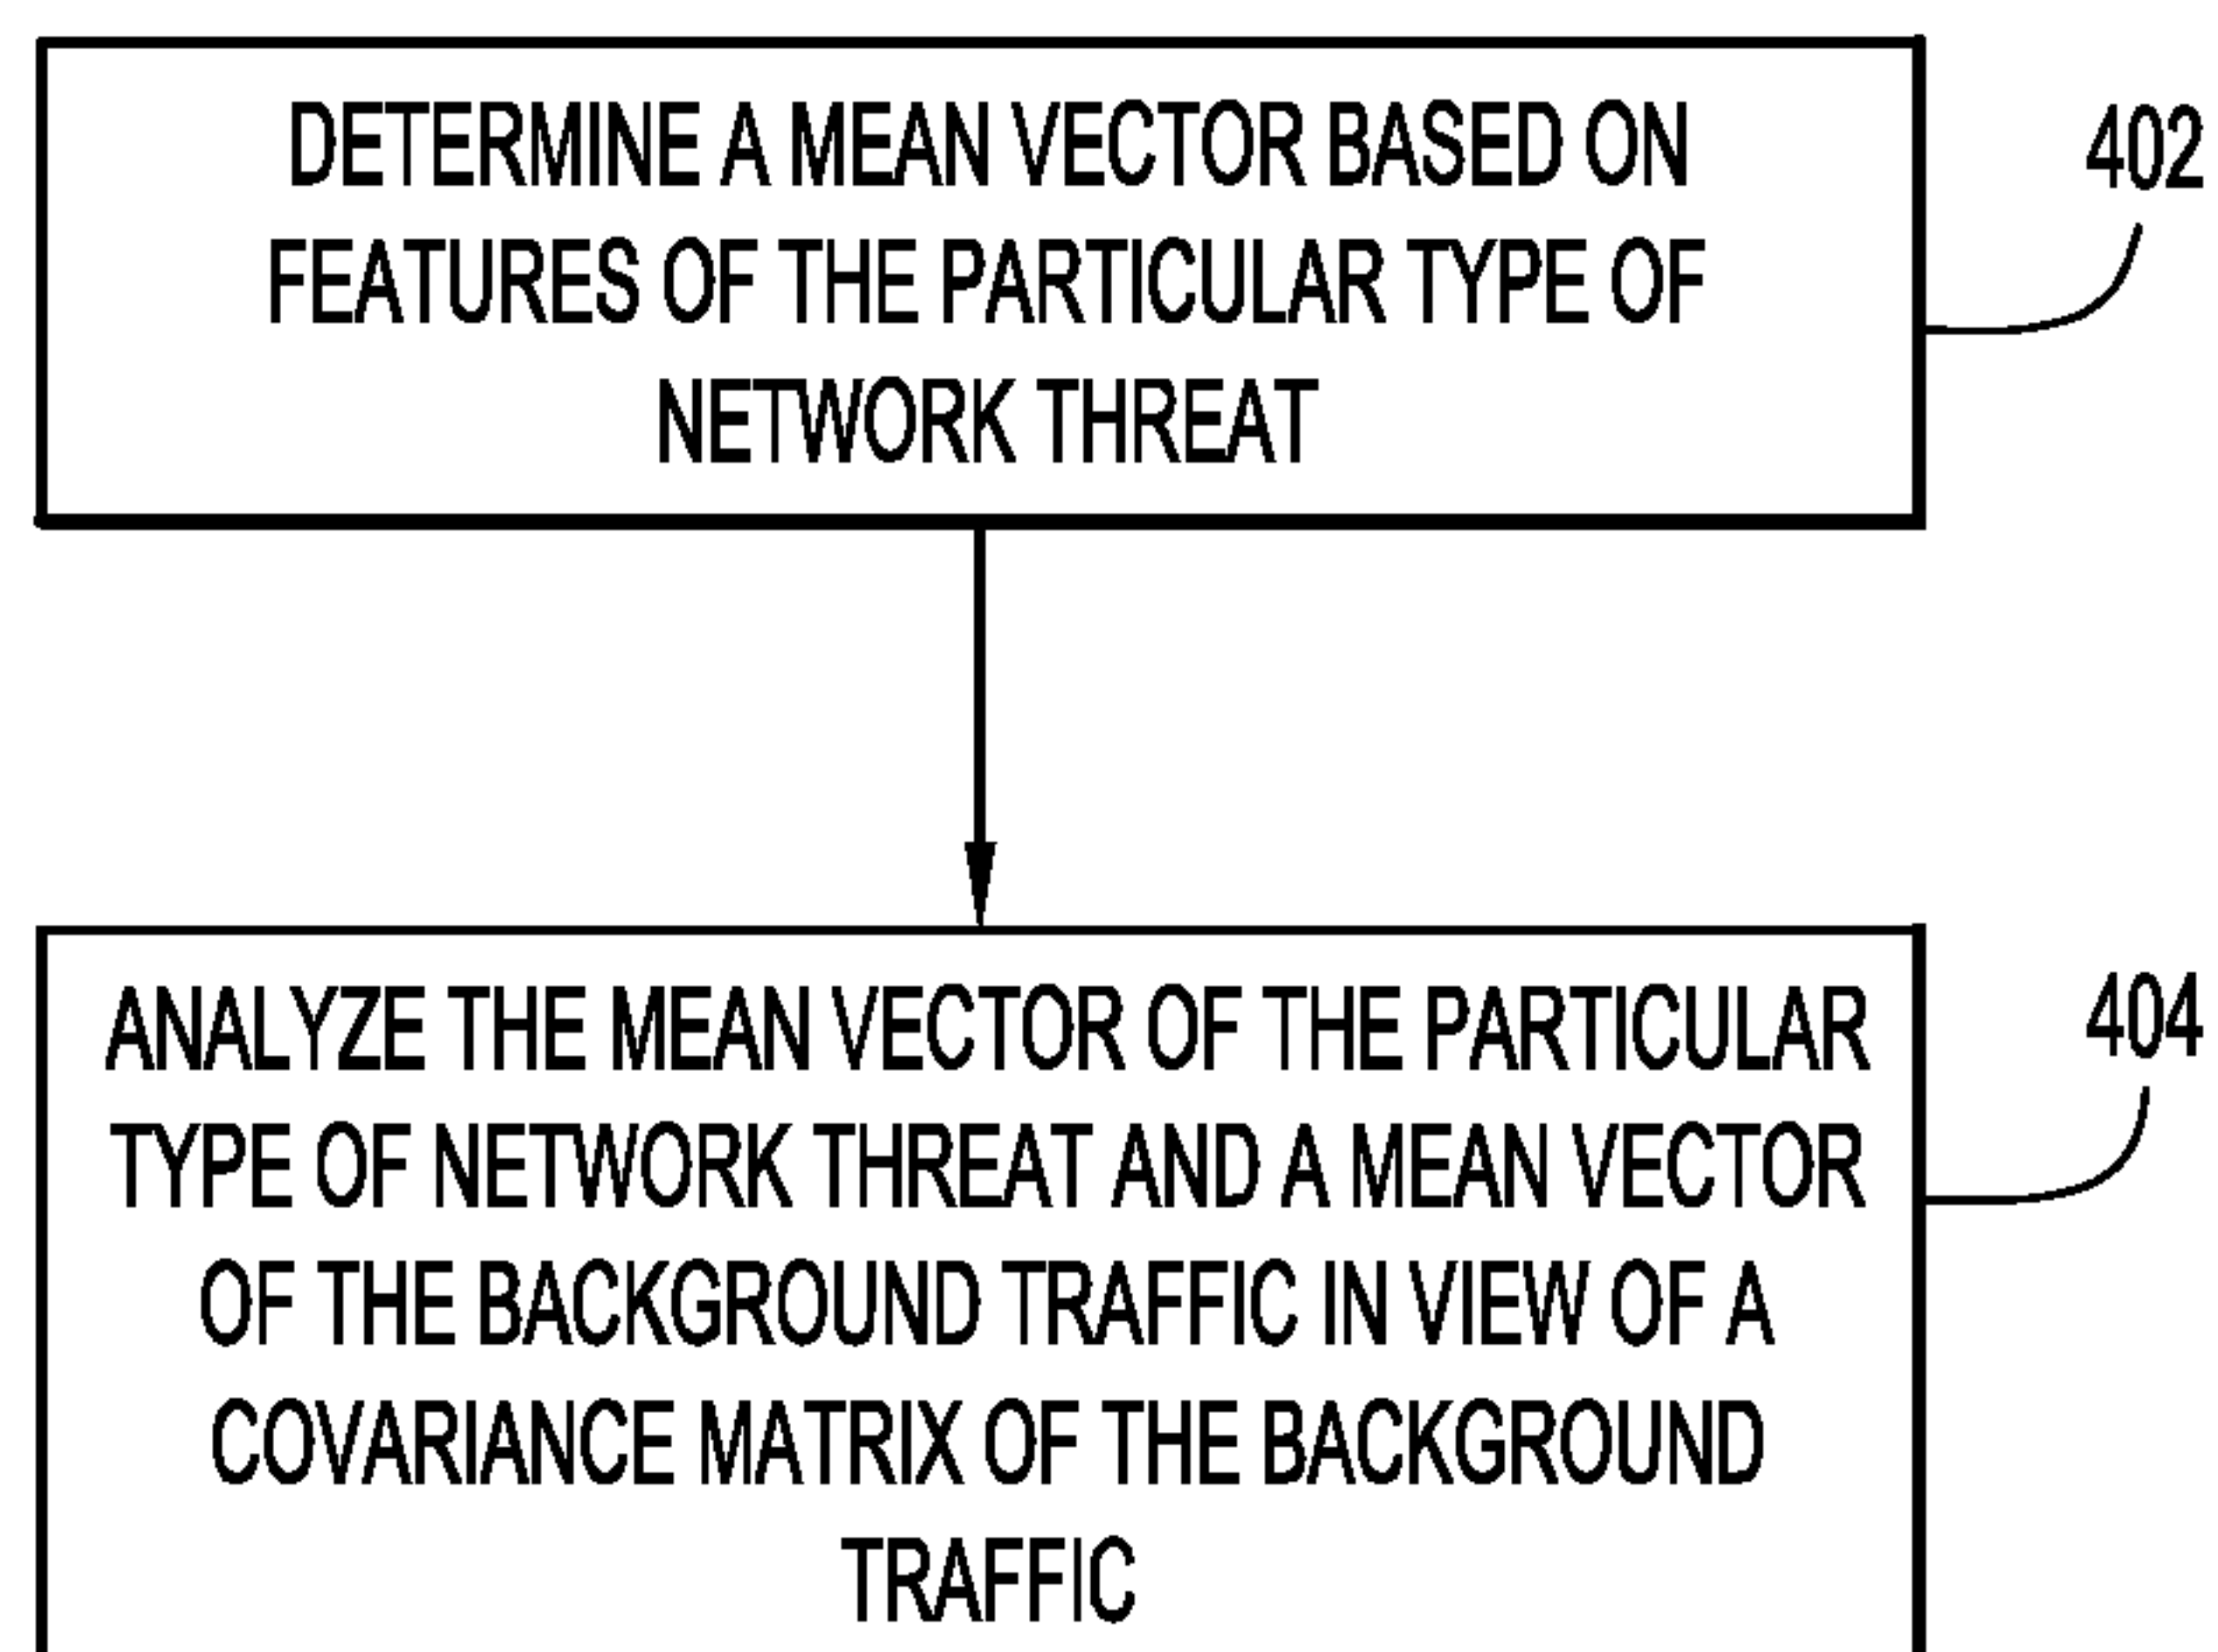 DETERMINE A MEAN VECTOR BASED ON
FEATURES OF THE PARTICULAR TYPE OF
NETWORK THREAT
402
ANALYZE THE MEAN VECTOR OF THE PARTICULAR
TYPE OF NETWORK THREAT AND A MEAN VECTOR
OF THE BACKGROUND TRAFFIC IN VIEW OF A
COVARIANCE MATRIX OF THE BACKGROUND
TRAFFIC
404